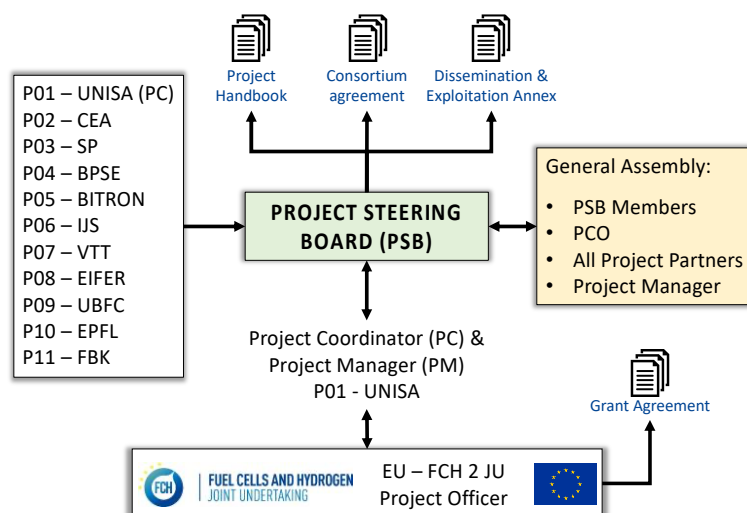 Project
Handbook
Consortium
agreement
Dissemination &
Exploitation Annex
P01 – UNISA (PC)
P02 – CEA
P03 – SP
P04 – BPSE
P05 – BITRON
P06 – IJS
P07 – VTT
P08 – EIFER
P09 – UBFC
P10 – EPFL
P11 – FBK
PROJECT STEERING
BOARD (PSB)
General Assembly:
• PSB Members
• PCO
• All Project Partners
• Project Manager
Project Coordinator (PC) &
Project Manager (PM)
P01 - UNISA
Grant Agreement
FCH
FUEL CELLS AND HYDROGEN
JOINT UNDERTAKING
EU – FCH 2 JU
Project Officer